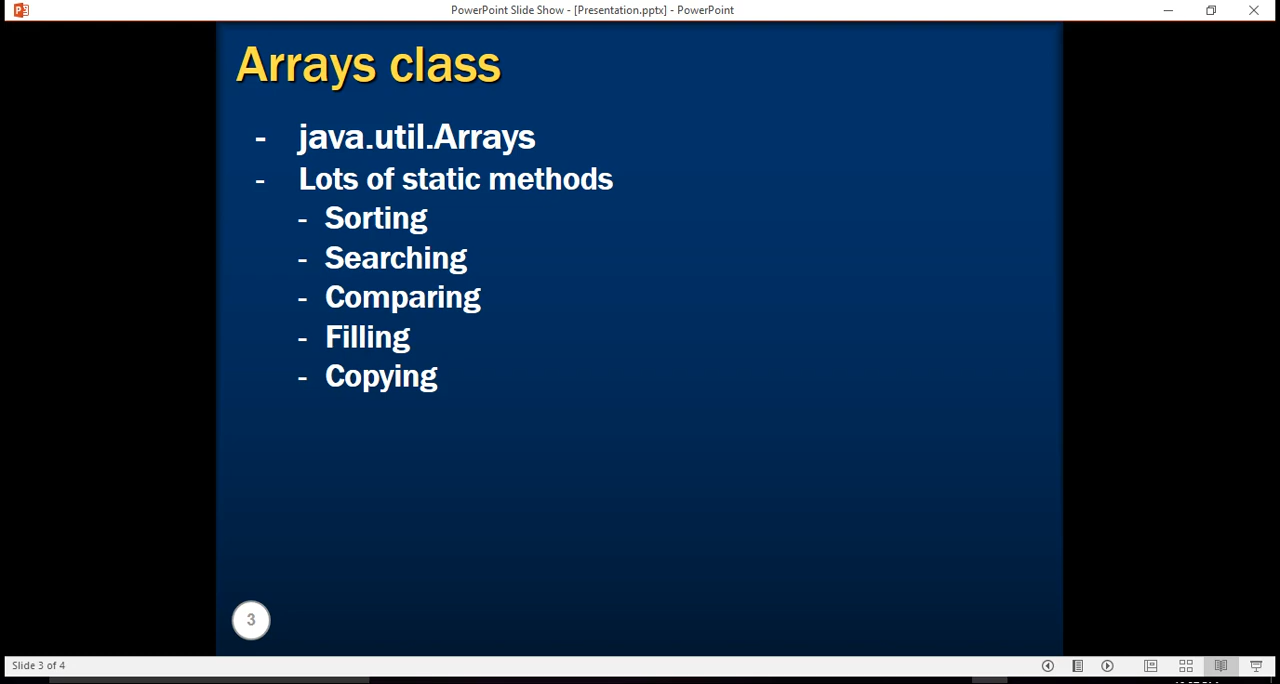 PowerPoint Slide Show - [Presentation.pptx] - PowerPoint
Arrays class
- java.util.Arrays
- Lots of static methods
- Sorting
- Searching
- Comparing
- Filling
- Copying
3
Slide 3 of 4